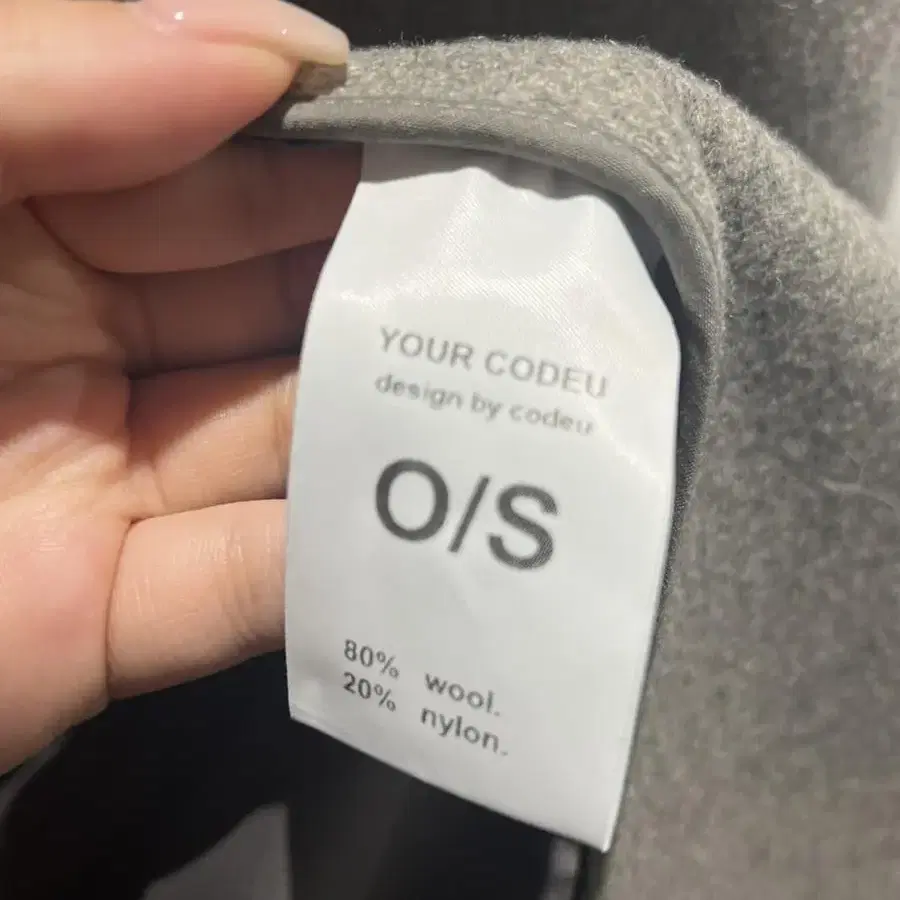 YOUR CODEU
design by codeu
O/S
80% wool.
20% nylon.